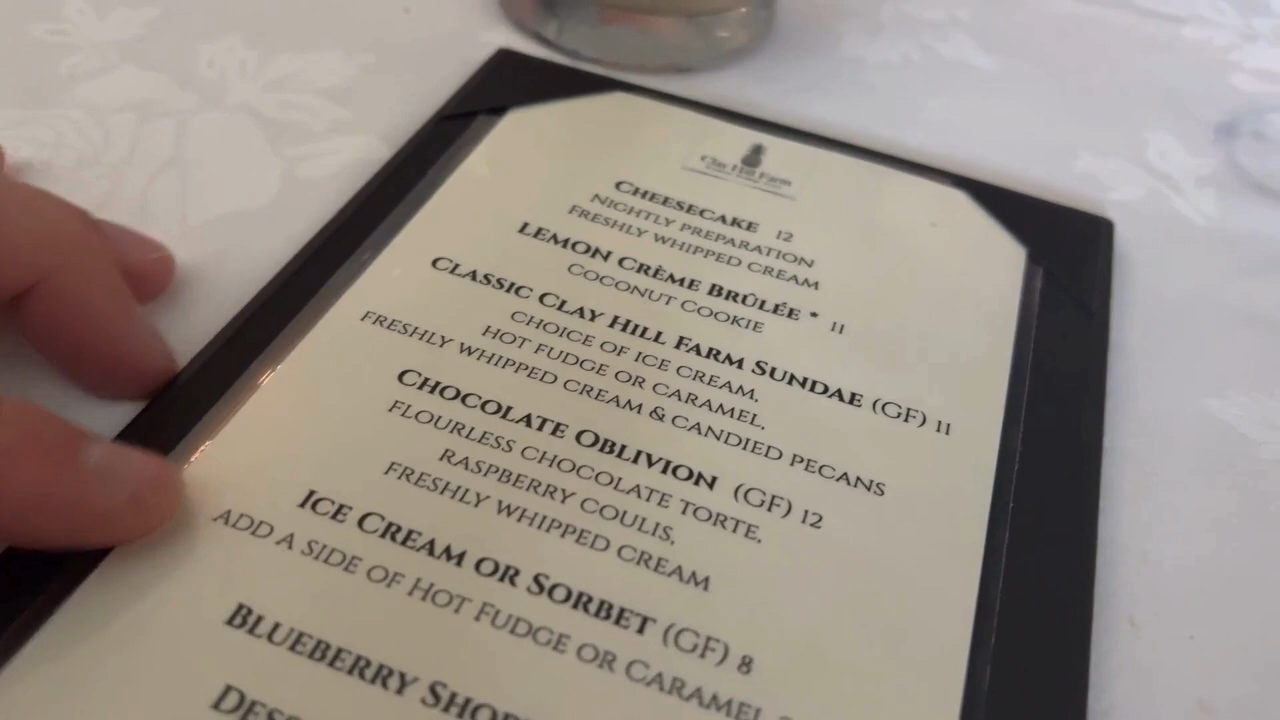 Clay Hill Farm
CHEESECAKE 12
NIGHTLY PREPARATION
FRESHLY WHIPPED CREAM
LEMON CRÈME BRÛLÉE * 11
COCONUT COOKIE
CLASSIC CLAY HILL FARM SUNDAE (GF) 11
CHOICE OF ICE CREAM,
HOT FUDGE OR CARAMEL,
FRESHLY WHIPPED CREAM & CANDIED PECANS
CHOCOLATE OBLIVION (GF) 12
FLOURLESS CHOCOLATE TORTE,
RASPBERRY COULIS,
FRESHLY WHIPPED CREAM
ICE CREAM OR SORBET (GF) 8
ADD A SIDE OF HOT FUDGE OR CARAMEL
BLUEBERRY